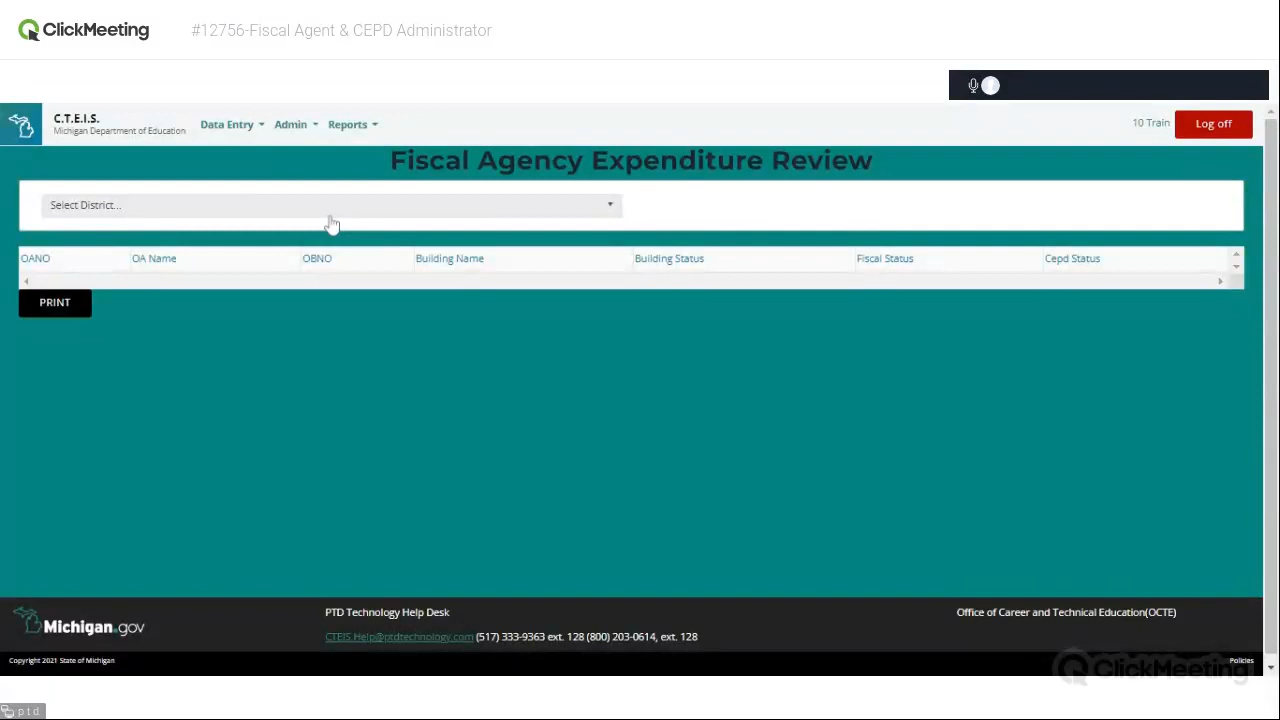 ClickMeeting
#12756-Fiscal Agent & CEPD Administrator
C.T.E.I.S.
Michigan Department of Education
Data Entry
Admin
Reports
10 Train
Log off
Fiscal Agency Expenditure Review
Select District...
OANO
OA Name
OBNO
Building Name
Building Status
Fiscal Status
Cepd Status
PRINT
Michigan.gov
PTD Technology Help Desk
CTEIS.Help@ptdtechnology.com (517) 333-9363 ext. 128 (800) 203-0614, ext. 128
Office of Career and Technical Education(OCTE)
Copyright 2021 State of Michigan
Policies
ClickMeeting
ptd